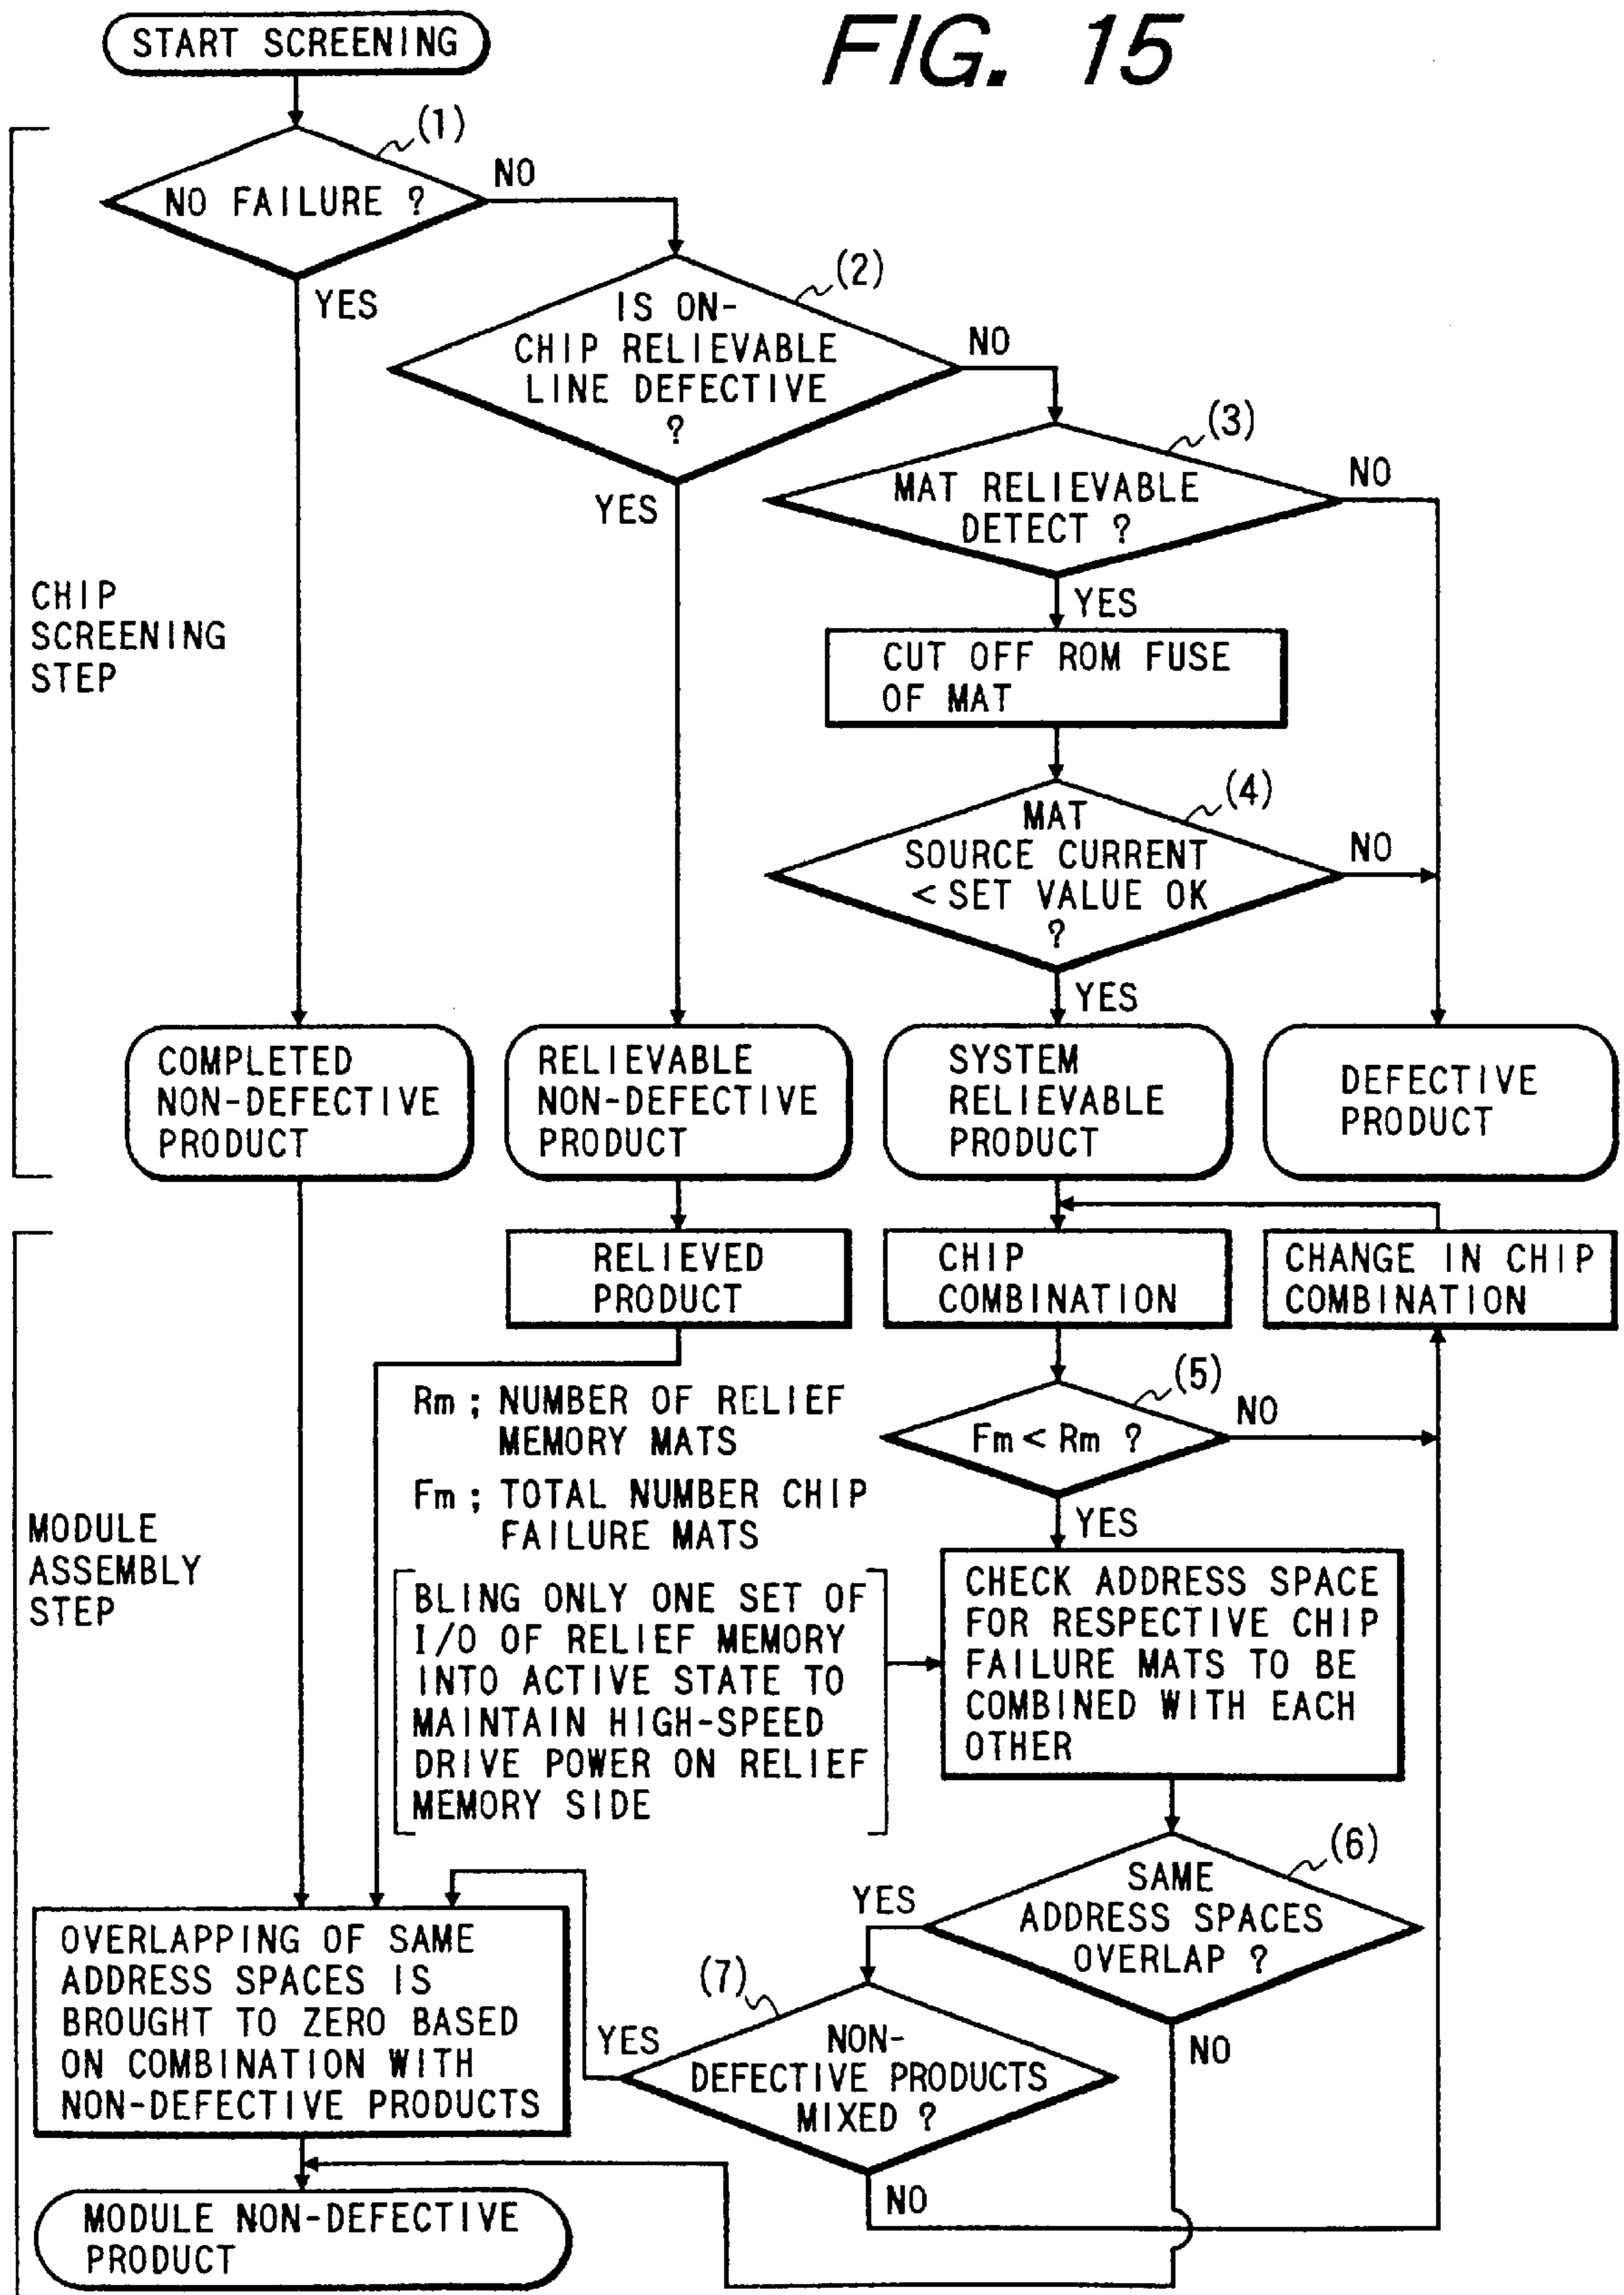 FIG. 15
START SCREENING
(1)
NO FAILURE ?
NO
YES
(2)
IS ON-
CHIP RELIEVABLE
LINE DEFECTIVE
?
NO
YES
(3)
MAT RELIEVABLE
DETECT ?
NO
YES
CUT OFF ROM FUSE
OF MAT
(4)
MAT
SOURCE CURRENT
< SET VALUE OK
?
NO
YES
CHIP
SCREENING
STEP
COMPLETED
NON-DEFECTIVE
PRODUCT
RELIEVABLE
NON-DEFECTIVE
PRODUCT
SYSTEM
RELIEVABLE
PRODUCT
DEFECTIVE
PRODUCT
RELIEVED
PRODUCT
CHIP
COMBINATION
CHANGE IN CHIP
COMBINATION
Rm ; NUMBER OF RELIEF
MEMORY MATS
Fm ; TOTAL NUMBER CHIP
FAILURE MATS
(5)
Fm < Rm ?
NO
YES
MODULE
ASSEMBLY
STEP
BLING ONLY ONE SET OF
I/O OF RELIEF MEMORY
INTO ACTIVE STATE TO
MAINTAIN HIGH-SPEED
DRIVE POWER ON RELIEF
MEMORY SIDE
CHECK ADDRESS SPACE
FOR RESPECTIVE CHIP
FAILURE MATS TO BE
COMBINED WITH EACH
OTHER
(6)
SAME
ADDRESS SPACES
OVERLAP ?
YES
NO
(7)
NON-
DEFECTIVE PRODUCTS
MIXED ?
YES
NO
OVERLAPPING OF SAME
ADDRESS SPACES IS
BROUGHT TO ZERO BASED
ON COMBINATION WITH
NON-DEFECTIVE PRODUCTS
MODULE NON-DEFECTIVE
PRODUCT